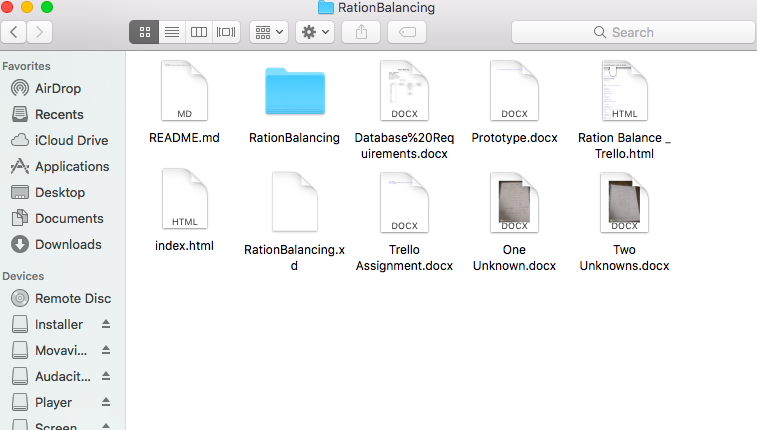 RationBalancing
Search
Favorites
AirDrop
Recents
iCloud Drive
Applications
Desktop
Documents
Downloads
Devices
Remote Disc
Installer
Movavi...
Audacit...
Player
Screen
MD
README.md
RationBalancing
DOCX
Database%20Re
quirements.docx
DOCX
Prototype.docx
HTML
Ration Balance _
Trello.html
HTML
index.html
RationBalancing.x
d
DOCX
Trello
Assignment.docx
DOCX
One
Unknown.docx
DOCX
Two
Unknowns.docx